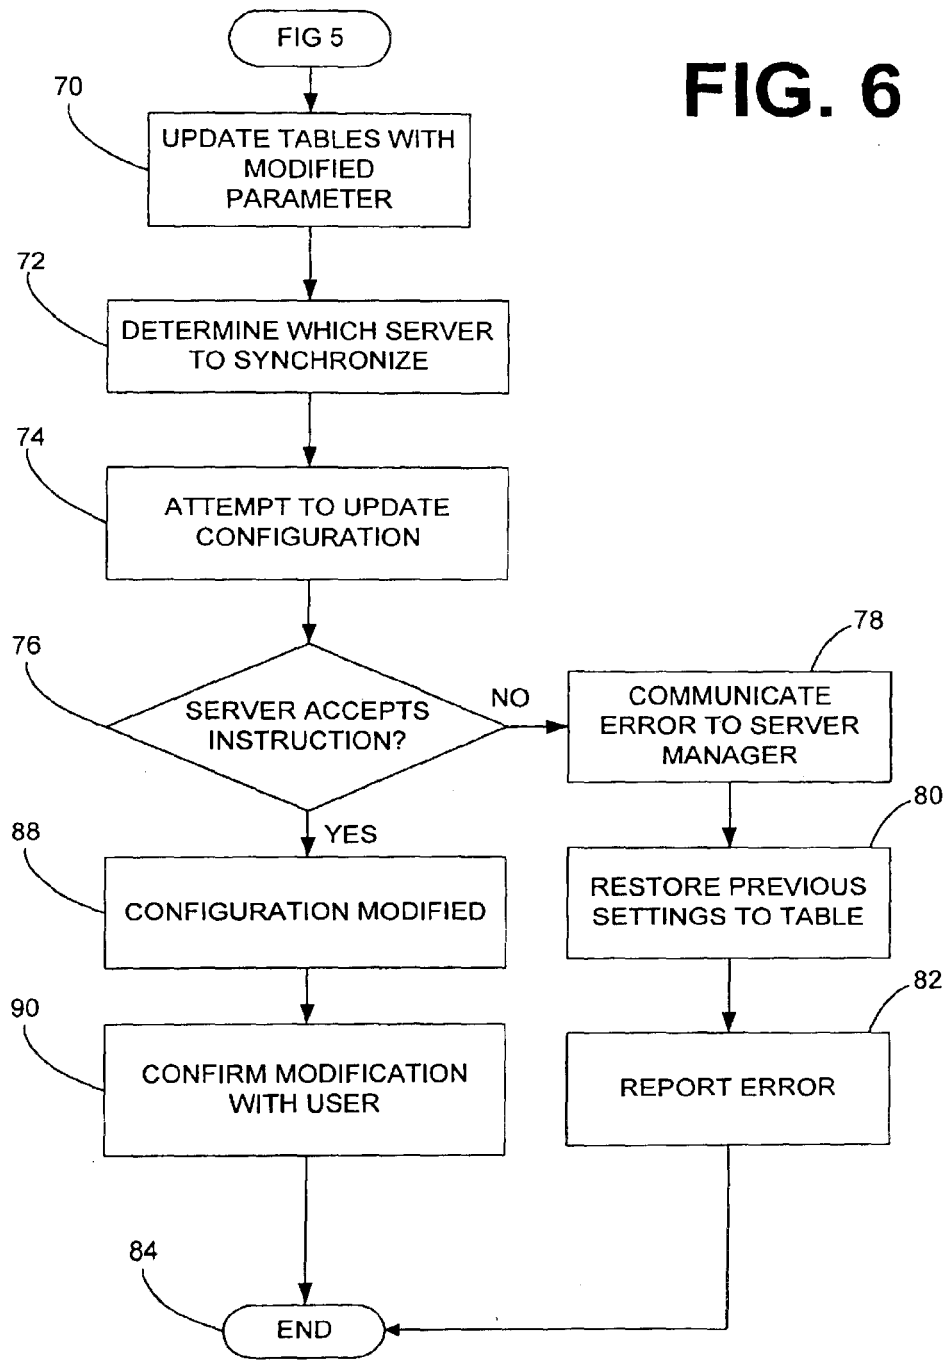 FIG 5
FIG. 6
70
UPDATE TABLES WITH
MODIFIED
PARAMETER
72
DETERMINE WHICH SERVER
TO SYNCHRONIZE
74
ATTEMPT TO UPDATE
CONFIGURATION
76
SERVER ACCEPTS
INSTRUCTION?
NO
YES
78
COMMUNICATE
ERROR TO SERVER
MANAGER
80
RESTORE PREVIOUS
SETTINGS TO TABLE
82
REPORT ERROR
88
CONFIGURATION MODIFIED
90
CONFIRM MODIFICATION
WITH USER
84
END